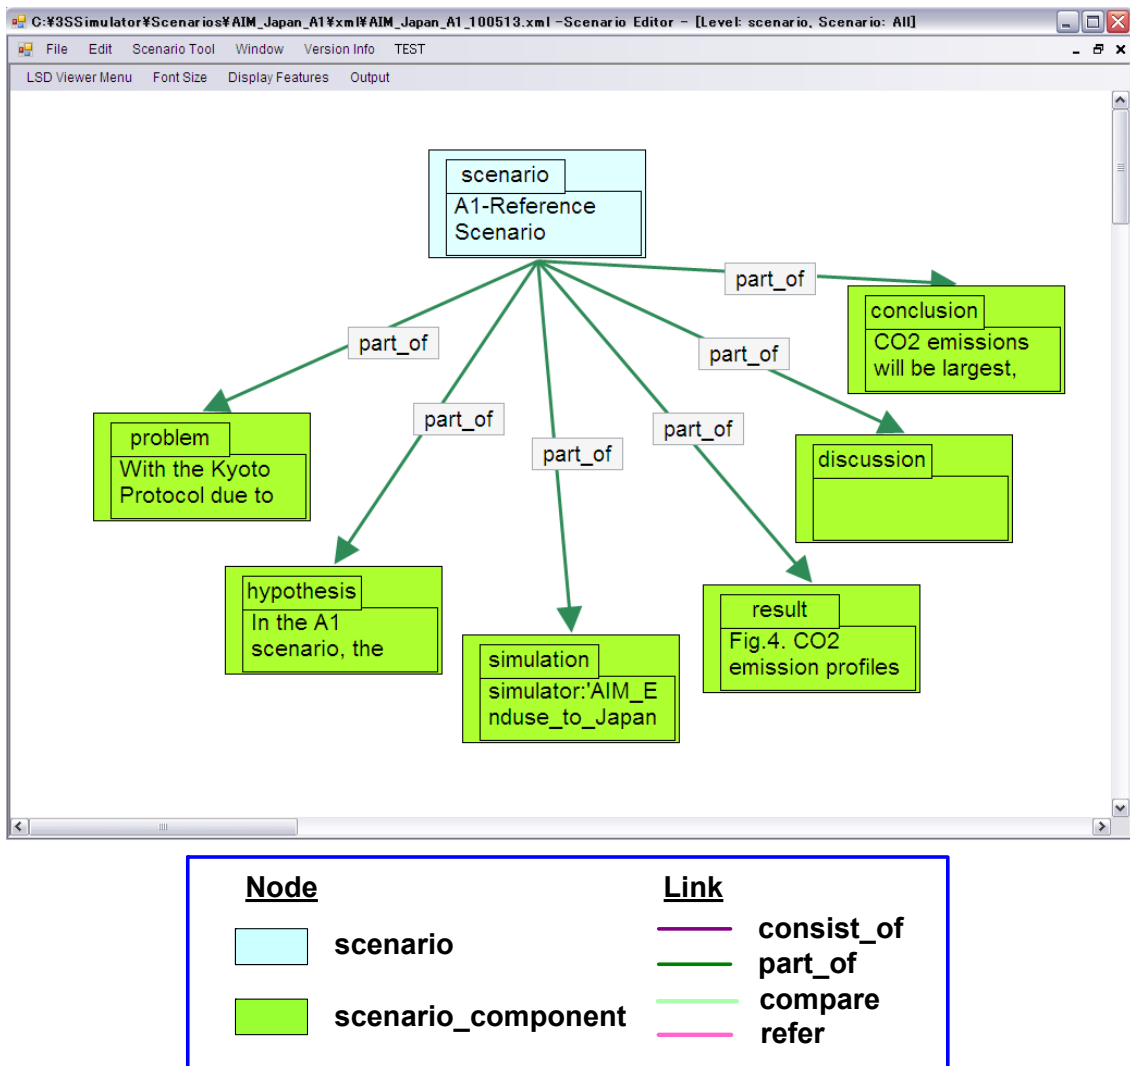 C:¥3SSimulator¥Scenarios¥AIM_Japan_A1¥xml¥AIM_Japan_A1_100513.xml -Scenario Editor - [Level: scenario, Scenario: All]
File Edit Scenario Tool Window Version Info TEST
LSD Viewer Menu Font Size Display Features Output
scenario
A1-Reference
Scenario
part_of
conclusion
CO2 emissions
will be largest,
part_of
part_of
part_of
part_of
part_of
problem
With the Kyoto
Protocol due to
discussion
hypothesis
In the A1
scenario, the
simulation
simulator:'AIM_E
nduse_to_Japan
result
Fig.4. CO2
emission profiles
Node
scenario
scenario_component
Link
consist_of
part_of
compare
refer